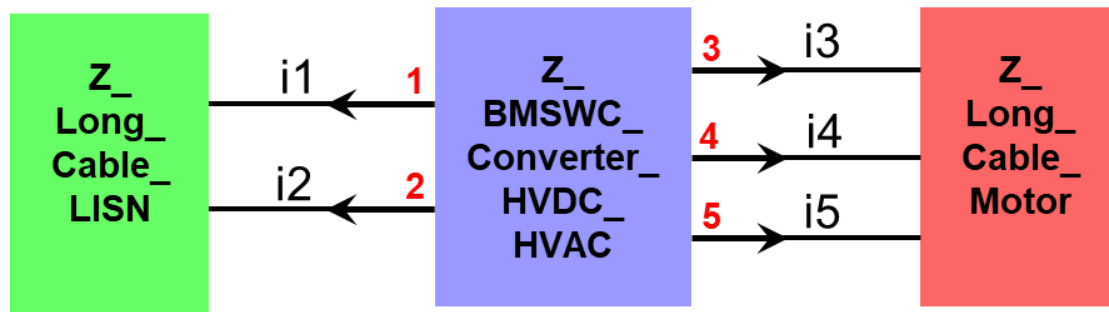 Z_
Long_
Cable_
LISN
i1
1
i2
2
Z_
BMSWC_
Converter_
HVDC_
HVAC
3
i3
4
i4
5
i5
Z_
Long_
Cable_
Motor